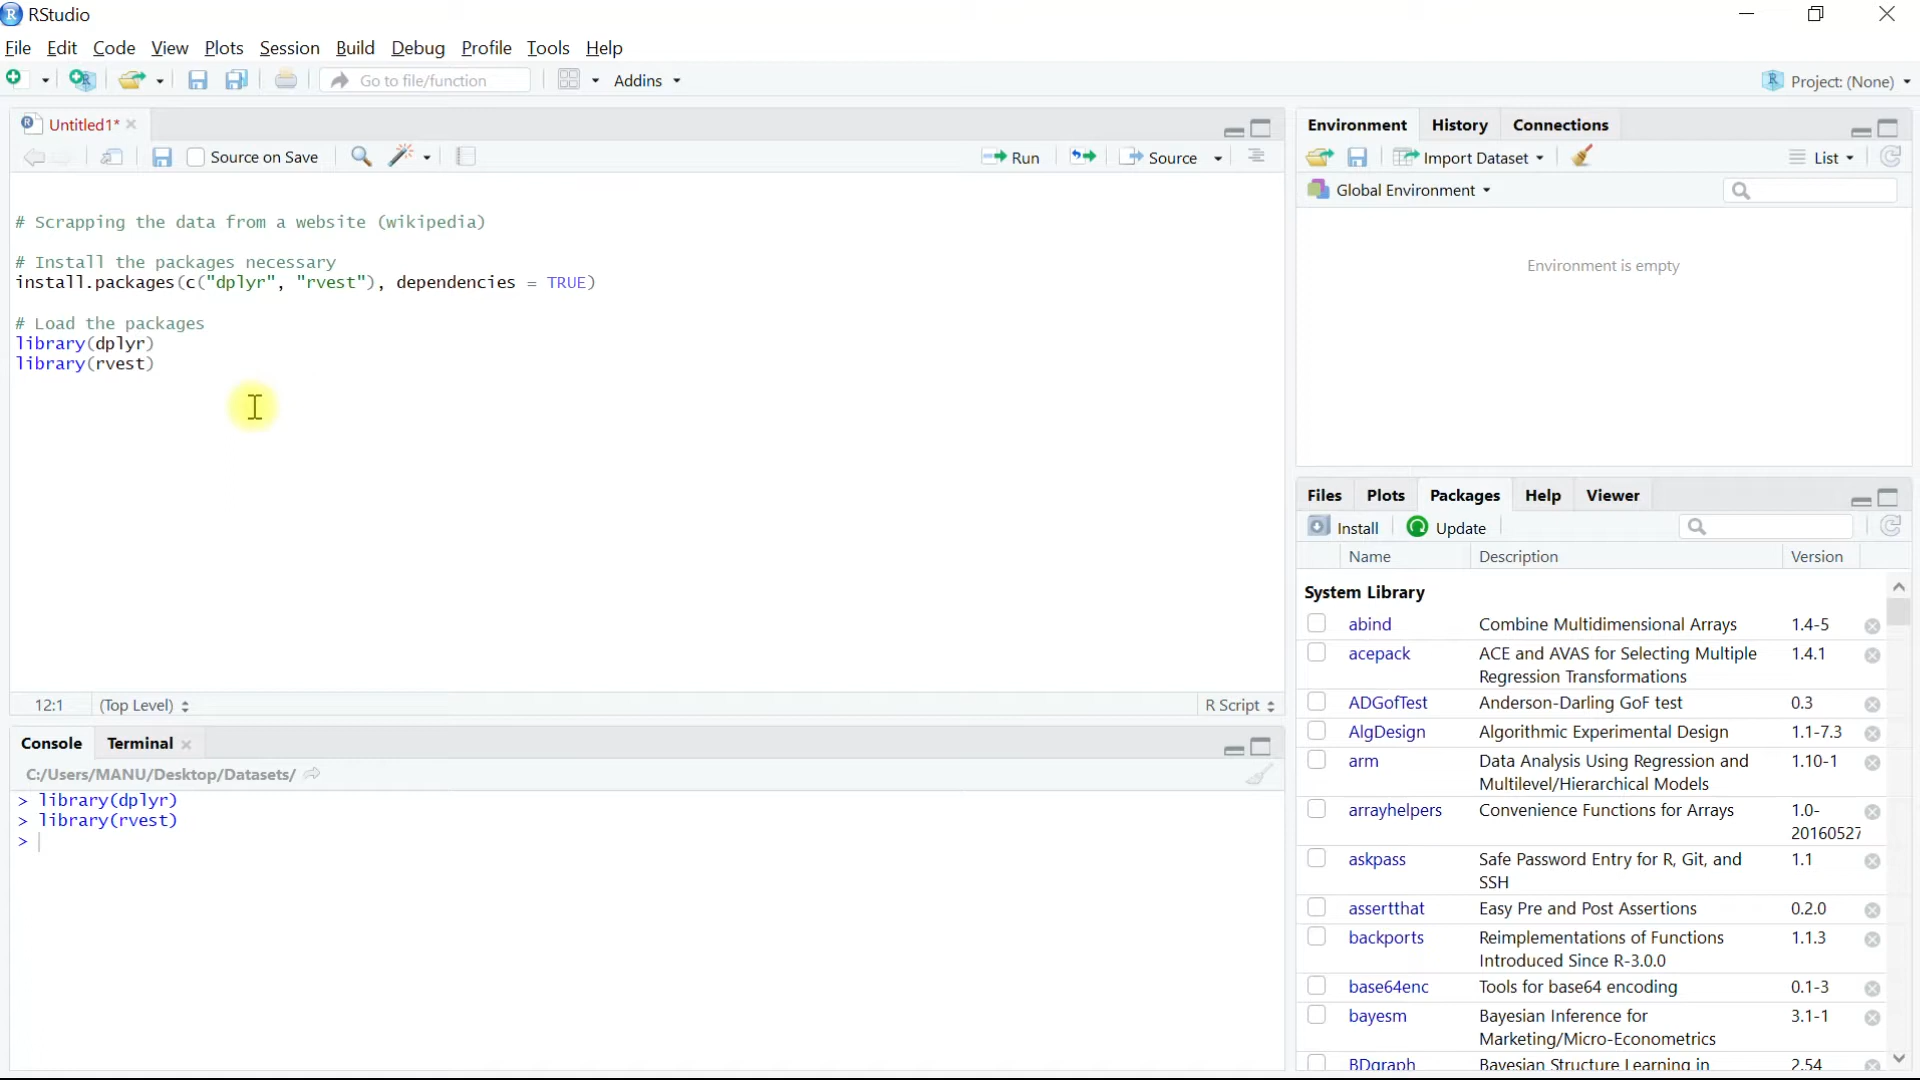 RStudio
File Edit Code View Plots Session Build Debug Profile Tools Help
Go to file/function Addins Project: (None)
Untitled1*
Source on Save Run Source
# Scrapping the data from a website (wikipedia)
# Install the packages necessary
install.packages(c("dplyr", "rvest"), dependencies = TRUE)
# Load the packages
library(dplyr)
library(rvest)
12:1 (Top Level) R Script
Console Terminal
C:/Users/MANU/Desktop/Datasets/
> library(dplyr)
> library(rvest)
>
Environment History Connections
Import Dataset List
Global Environment
Environment is empty
Files Plots Packages Help Viewer
Install Update
Name Description Version
System Library
abind Combine Multidimensional Arrays 1.4-5
acepack ACE and AVAS for Selecting Multiple 1.4.1
Regression Transformations
ADGofTest Anderson-Darling GoF test 0.3
AlgDesign Algorithmic Experimental Design 1.1-7.3
arm Data Analysis Using Regression and 1.10-1
Multilevel/Hierarchical Models
arrayhelpers Convenience Functions for Arrays 1.0-
20160527
askpass Safe Password Entry for R, Git, and 1.1
SSH
assertthat Easy Pre and Post Assertions 0.2.0
backports Reimplementations of Functions 1.1.3
Introduced Since R-3.0.0
base64enc Tools for base64 encoding 0.1-3
bayesm Bayesian Inference for 3.1-1
Marketing/Micro-Econometrics
BDgraph Bayesian Structure Learning in 2.54